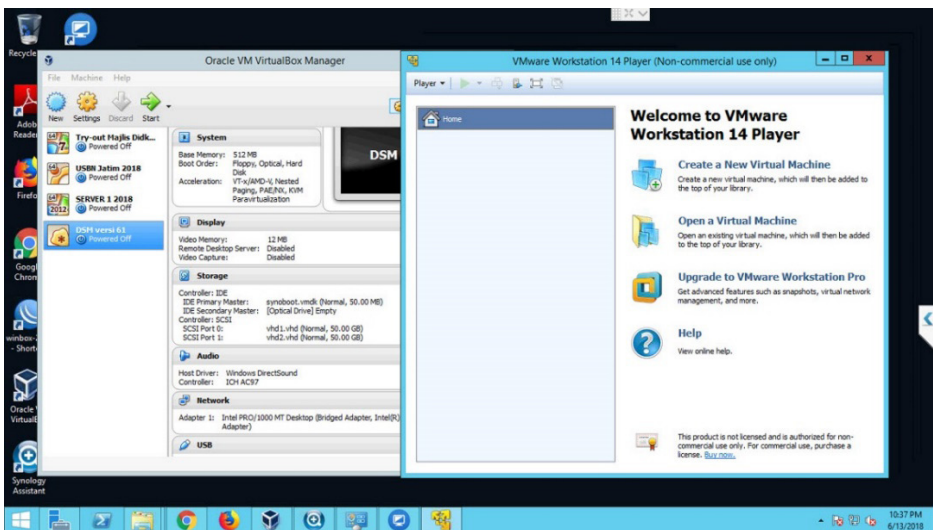 Recycle
Adob
Reade
Firefo
Googl
Chrom
winbox-
- Short
Oracle
VirtualB
Synology
Assistant
Oracle VM VirtualBox Manager
File Machine Help
New Settings Discard Start
Try-out Majlis Didk...
Powered Off
USBN Jatim 2018
Powered Off
SERVER 1 2018
Powered Off
DSM versi 61
Powered Off
System
Base Memory: 512 MB
Boot Order: Floppy, Optical, Hard
Disk
Acceleration: VT-x/AMD-V, Nested
Paging, PAE/NX, KVM
Paravirtualization
DSM
Display
Video Memory: 12 MB
Remote Desktop Server: Disabled
Video Capture: Disabled
Storage
Controller: IDE
IDE Primary Master: synoboot.vmdk (Normal, 50.00 MB)
IDE Secondary Master: [Optical Drive] Empty
Controller: SCSI
SCSI Port 0: vhd1.vhd (Normal, 50.00 GB)
SCSI Port 1: vhd2.vhd (Normal, 50.00 GB)
Audio
Host Driver: Windows DirectSound
Controller: ICH AC97
Network
Adapter 1: Intel PRO/1000 MT Desktop (Bridged Adapter, Intel(R)
Adapter)
USB
VMware Workstation 14 Player (Non-commercial use only)
Player
Home
Welcome to VMware
Workstation 14 Player
Create a New Virtual Machine
Create a new virtual machine, which will then be added to
the top of your library.
Open a Virtual Machine
Open an existing virtual machine, which will then be added
to the top of your library.
Upgrade to VMware Workstation Pro
Get advanced features such as snapshots, virtual network
management, and more.
Help
View online help.
This product is not licensed and is authorized for non-
commercial use only. For commercial use, purchase a
license. Buy now.
10:37 PM
6/13/2018